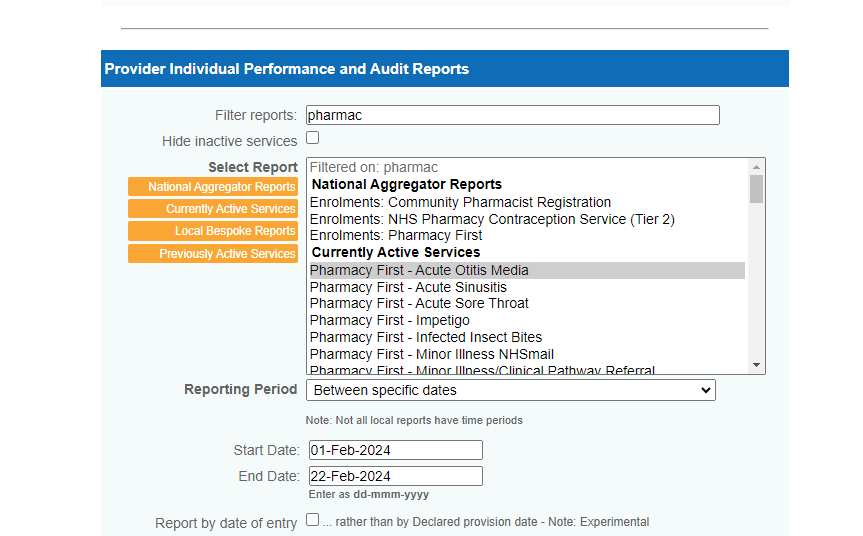 Provider Individual Performance and Audit Reports
Filter reports: pharmac
Hide inactive services
Select Report
Filtered on: pharmac
National Aggregator Reports
National Aggregator Reports
Currently Active Services
Local Bespoke Reports
Previously Active Services
Enrolments: Community Pharmacist Registration
Enrolments: NHS Pharmacy Contraception Service (Tier 2)
Enrolments: Pharmacy First
Currently Active Services
Pharmacy First - Acute Otitis Media
Pharmacy First - Acute Sinusitis
Pharmacy First - Acute Sore Throat
Pharmacy First - Impetigo
Pharmacy First - Infected Insect Bites
Pharmacy First - Minor Illness NHSmail
Pharmacy First - Minor Illness/Clinical Pathway Referral
Reporting Period Between specific dates
Note: Not all local reports have time periods
Start Date: 01-Feb-2024
End Date: 22-Feb-2024
Enter as dd-mmm-yyyy
Report by date of entry ... rather than by Declared provision date - Note: Experimental